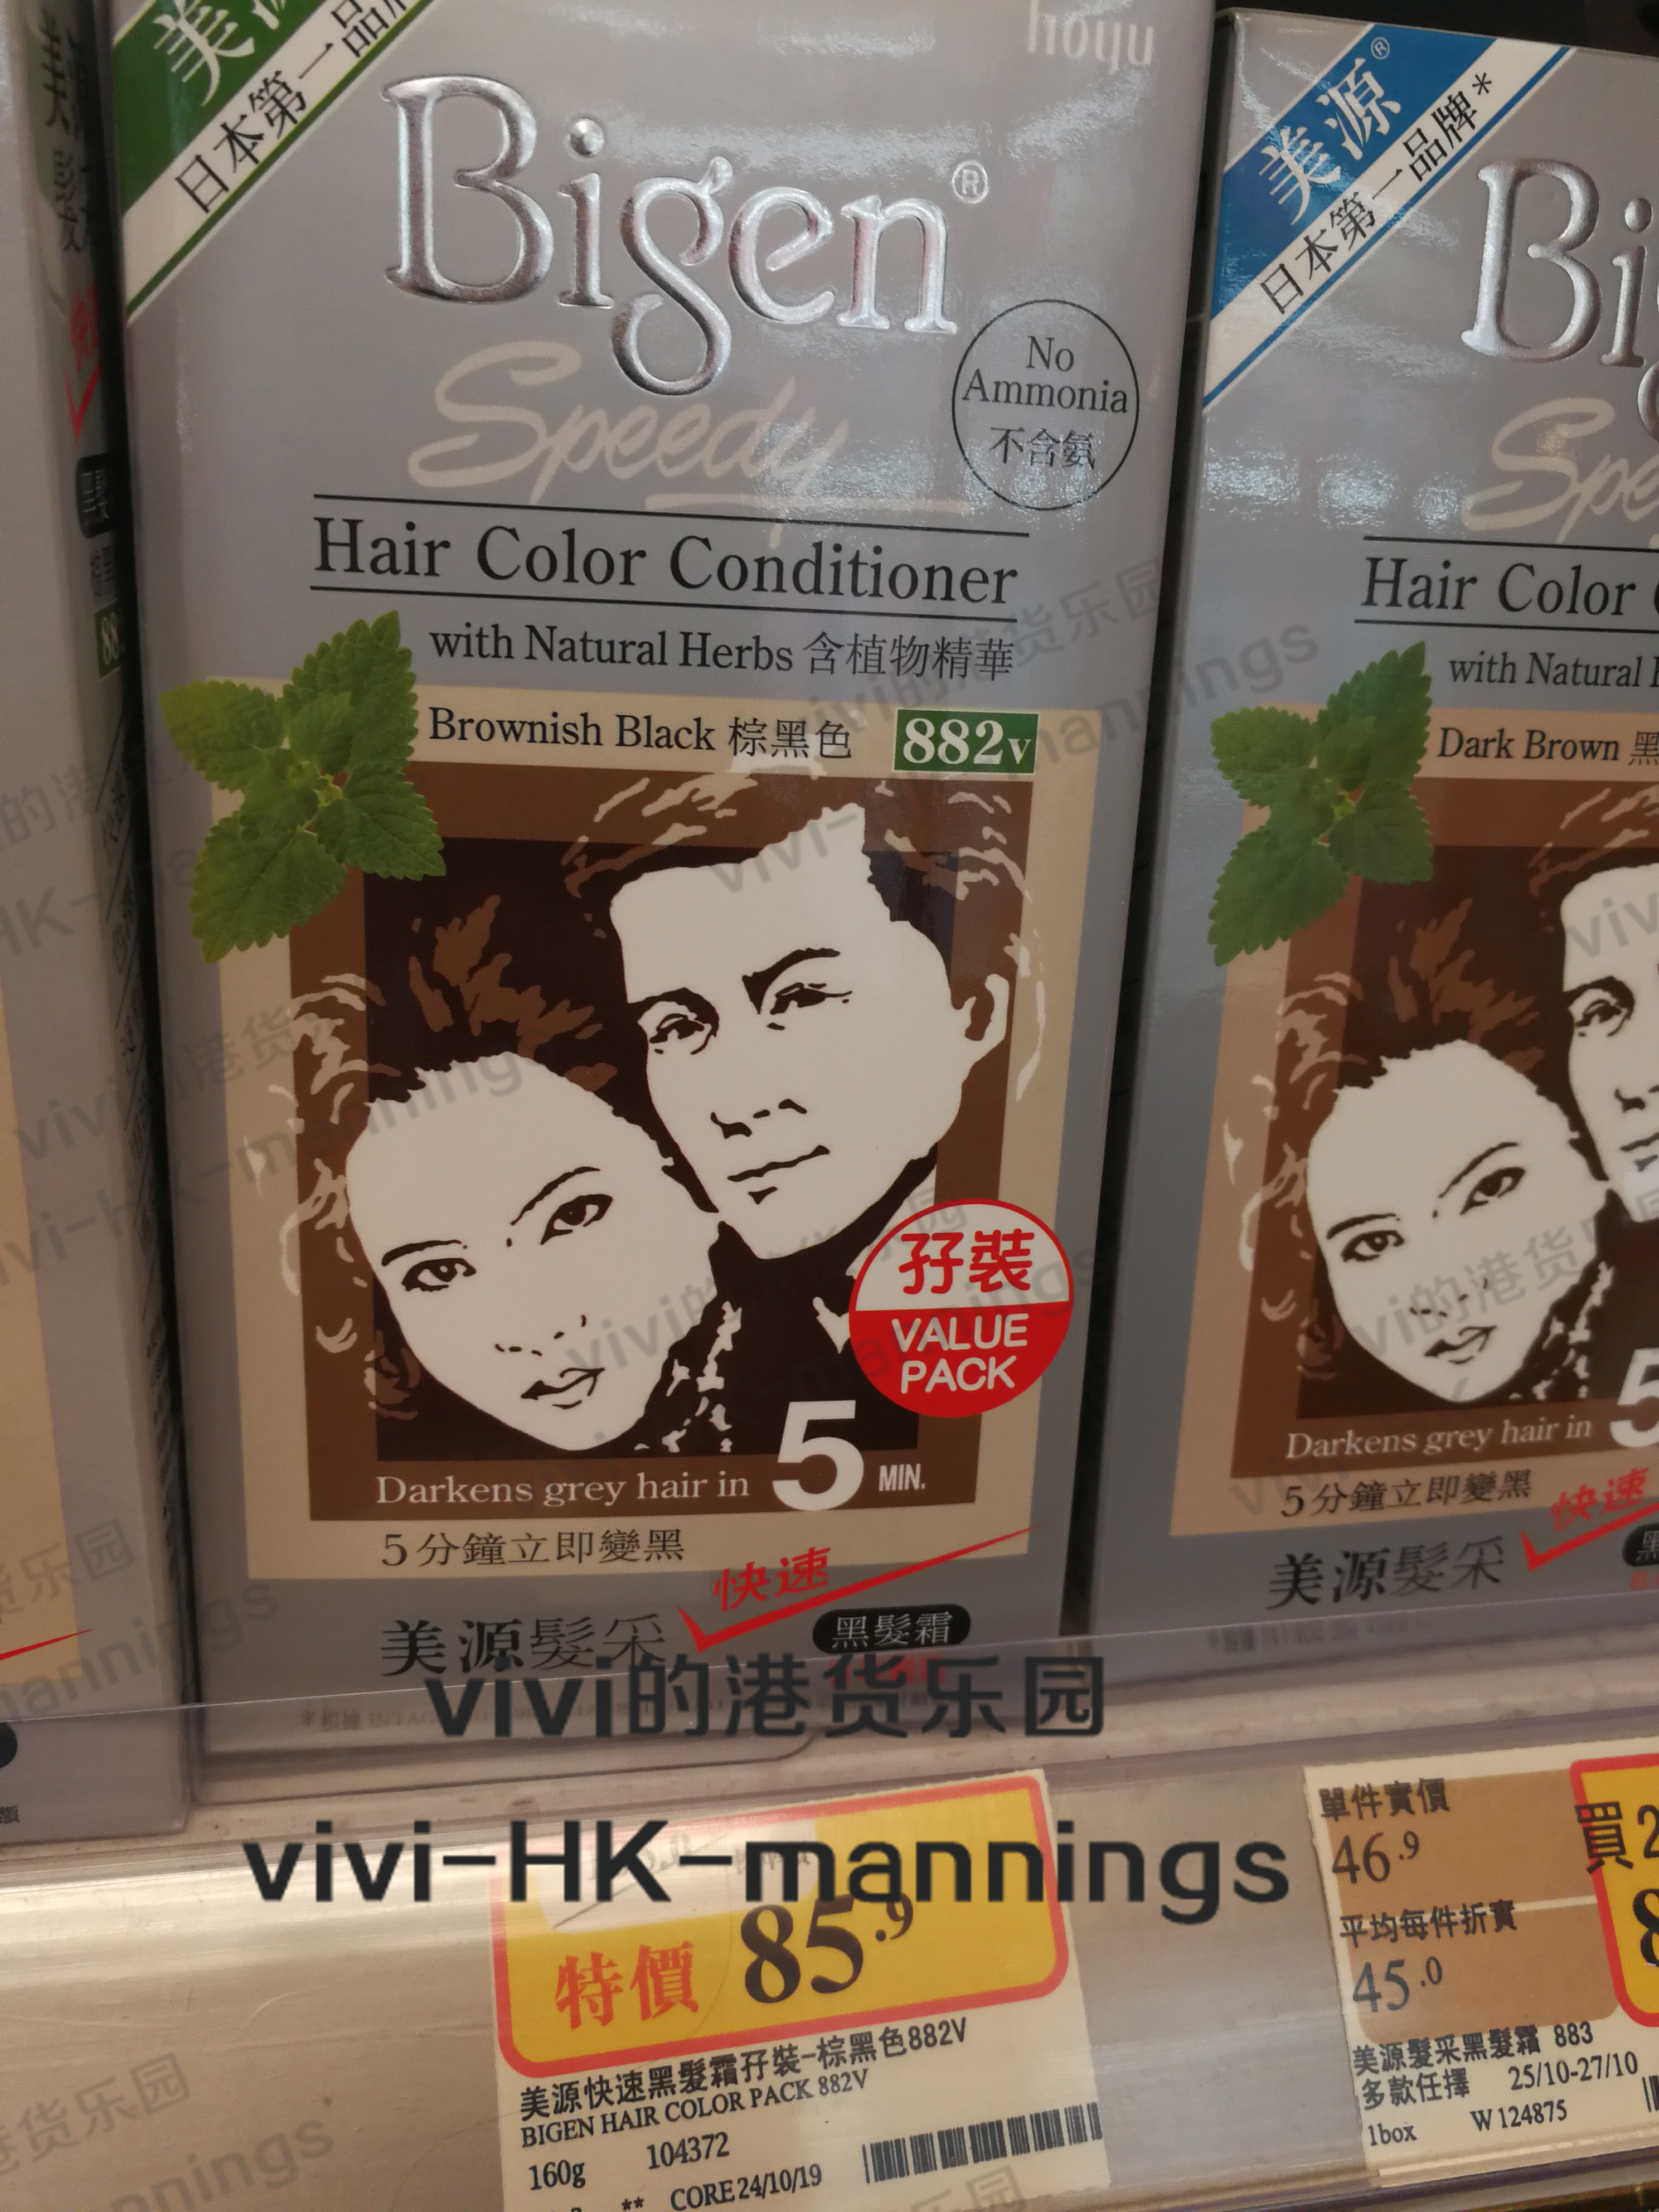 hoyu
日本第一品牌
Bigen®
Speedy
No
Ammonia
不含氨
Hair Color Conditioner
with Natural Herbs 含植物精華
Brownish Black 棕黑色 882v
孖裝
VALUE
PACK
Darkens grey hair in 5 MIN.
5分鐘立即變黑
快速
美源髮采
黑髮霜
美源®
日本第一品牌*
Hair Color
with Natural
Dark Brown
Darkens grey hair in 5
5分鐘立即變黑
快速
美源髮采
vivi的港货乐园
vivi-HK-mannings
特價 85.9
美源快速黑髮霜孖裝-棕黑色882V
BIGEN HAIR COLOR PACK 882V
160g 104372
** CORE 24/10/19
單件實價
46.9
平均每件折實
45.0
買2
美源髮采黑髮霜 883
多款任擇 25/10-27/10
1box W124875